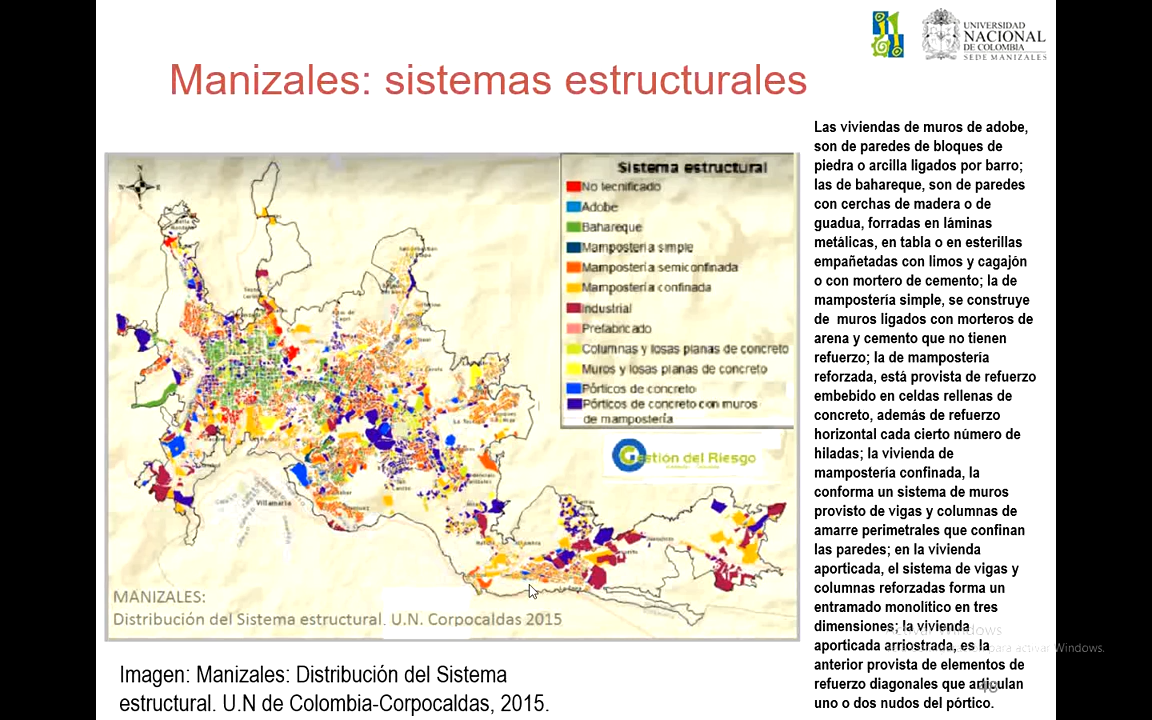 UNIVERSIDAD
NACIONAL
DE COLOMBIA
SEDE MANIZALES
Manizales: sistemas estructurales
Sistema estructural
No tecnificado
Adobe
Bahareque
Mampostería simple
Mampostería semiconfinada
Mampostería confinada
Industrial
Prefabricado
Columnas y losas planas de concreto
Muros y losas planas de concreto
Pórticos de concreto
Pórticos de concreto con muros
de mampostería
Gestión del Riesgo
Villamaría
MANIZALES:
Distribución del Sistema estructural. U.N. Corpocaldas 2015
Imagen: Manizales: Distribución del Sistema
estructural. U.N de Colombia-Corpocaldas, 2015.
Las viviendas de muros de adobe,
son de paredes de bloques de
piedra o arcilla ligados por barro;
las de bahareque, son de paredes
con cerchas de madera o de
guadua, forradas en láminas
metálicas, en tabla o en esterillas
empañetadas con limos y cagajón
o con mortero de cemento; la de
mampostería simple, se construye
de muros ligados con morteros de
arena y cemento que no tienen
refuerzo; la de mampostería
reforzada, está provista de refuerzo
embebido en celdas rellenas de
concreto, además de refuerzo
horizontal cada cierto número de
hiladas; la vivienda de
mampostería confinada, la
conforma un sistema de muros
provisto de vigas y columnas de
amarre perimetrales que confinan
las paredes; en la vivienda
aporticada, el sistema de vigas y
columnas reforzadas forma un
entramado monolítico en tres
dimensiones; la vivienda
aporticada arriostrada, es la
anterior provista de elementos de
refuerzo diagonales que articulan
uno o dos nudos del pórtico.
Activar Windows
para activar Windows.